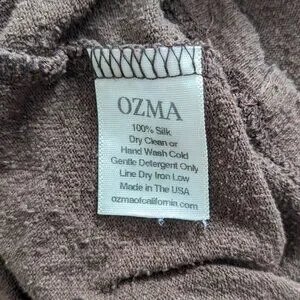 OZMA
100% Silk
Dry Clean or
Hand Wash Cold
Gentle Detergent Only
Line Dry Iron Low
Made in The USA
ozmaofcalifornia.com